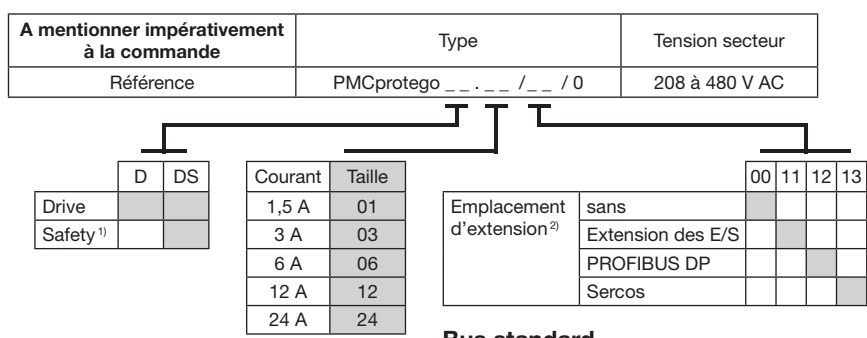 A mentionner impérativement
à la commande
Type
Tension secteur
Référence
PMCprotego _ _ . _ _ / _ _ / 0
208 à 480 V AC
D DS
Drive
Safety 1)
Courant Taille
1,5 A 01
3 A 03
6 A 06
12 A 12
24 A 24
00 11 12 13
Emplacement
d'extension 2)
sans
Extension des E/S
PROFIBUS DP
Sercos
Bus standard